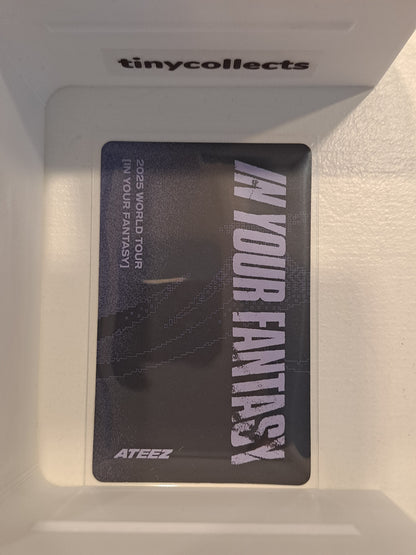 tinycollects
IN YOUR FANTASY
2025 WORLD TOUR
[IN YOUR FANTASY]
ATEEZ